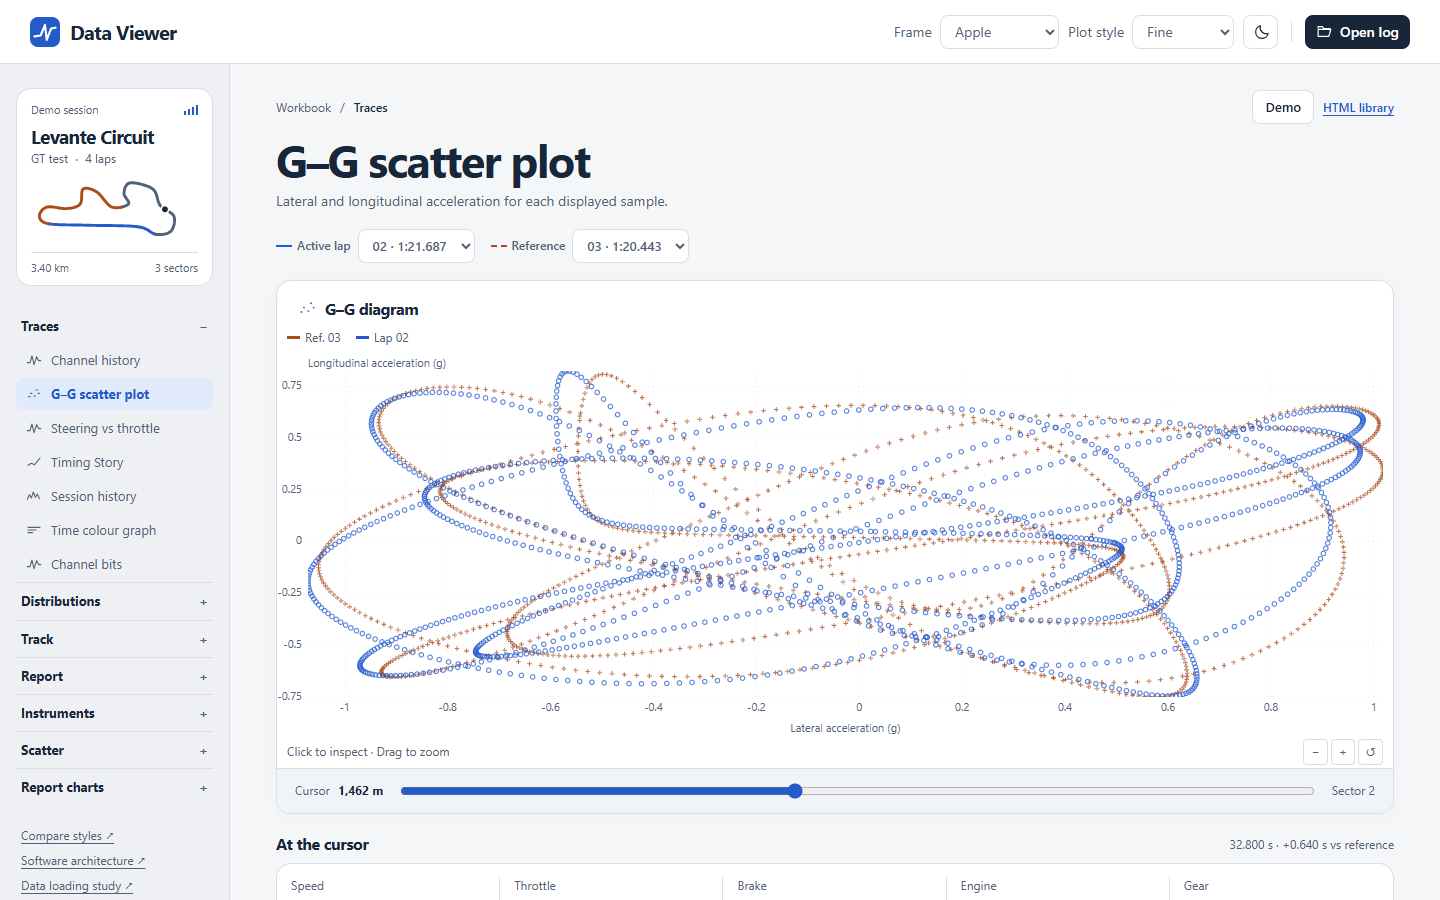 Data Viewer
Frame Apple Plot style Fine Open log
Demo session
Levante Circuit
GT test · 4 laps
3.40 km 3 sectors
Traces −
Channel history
G–G scatter plot
Steering vs throttle
Timing Story
Session history
Time colour graph
Channel bits
Distributions +
Track +
Report +
Instruments +
Scatter +
Report charts +
Compare styles ↗
Software architecture ↗
Data loading study ↗
Workbook / Traces
Demo HTML library
G–G scatter plot
Lateral and longitudinal acceleration for each displayed sample.
Active lap 02 · 1:21.687 Reference 03 · 1:20.443
G–G diagram
Ref. 03 Lap 02
Longitudinal acceleration (g)
0.75
0.5
0.25
0
-0.25
-0.5
-0.75
-1 -0.8 -0.6 -0.4 -0.2 0 0.2 0.4 0.6 0.8 1
Lateral acceleration (g)
Click to inspect · Drag to zoom − + ↺
Cursor 1,462 m Sector 2
At the cursor 32.800 s · +0.640 s vs reference
Speed Throttle Brake Engine Gear